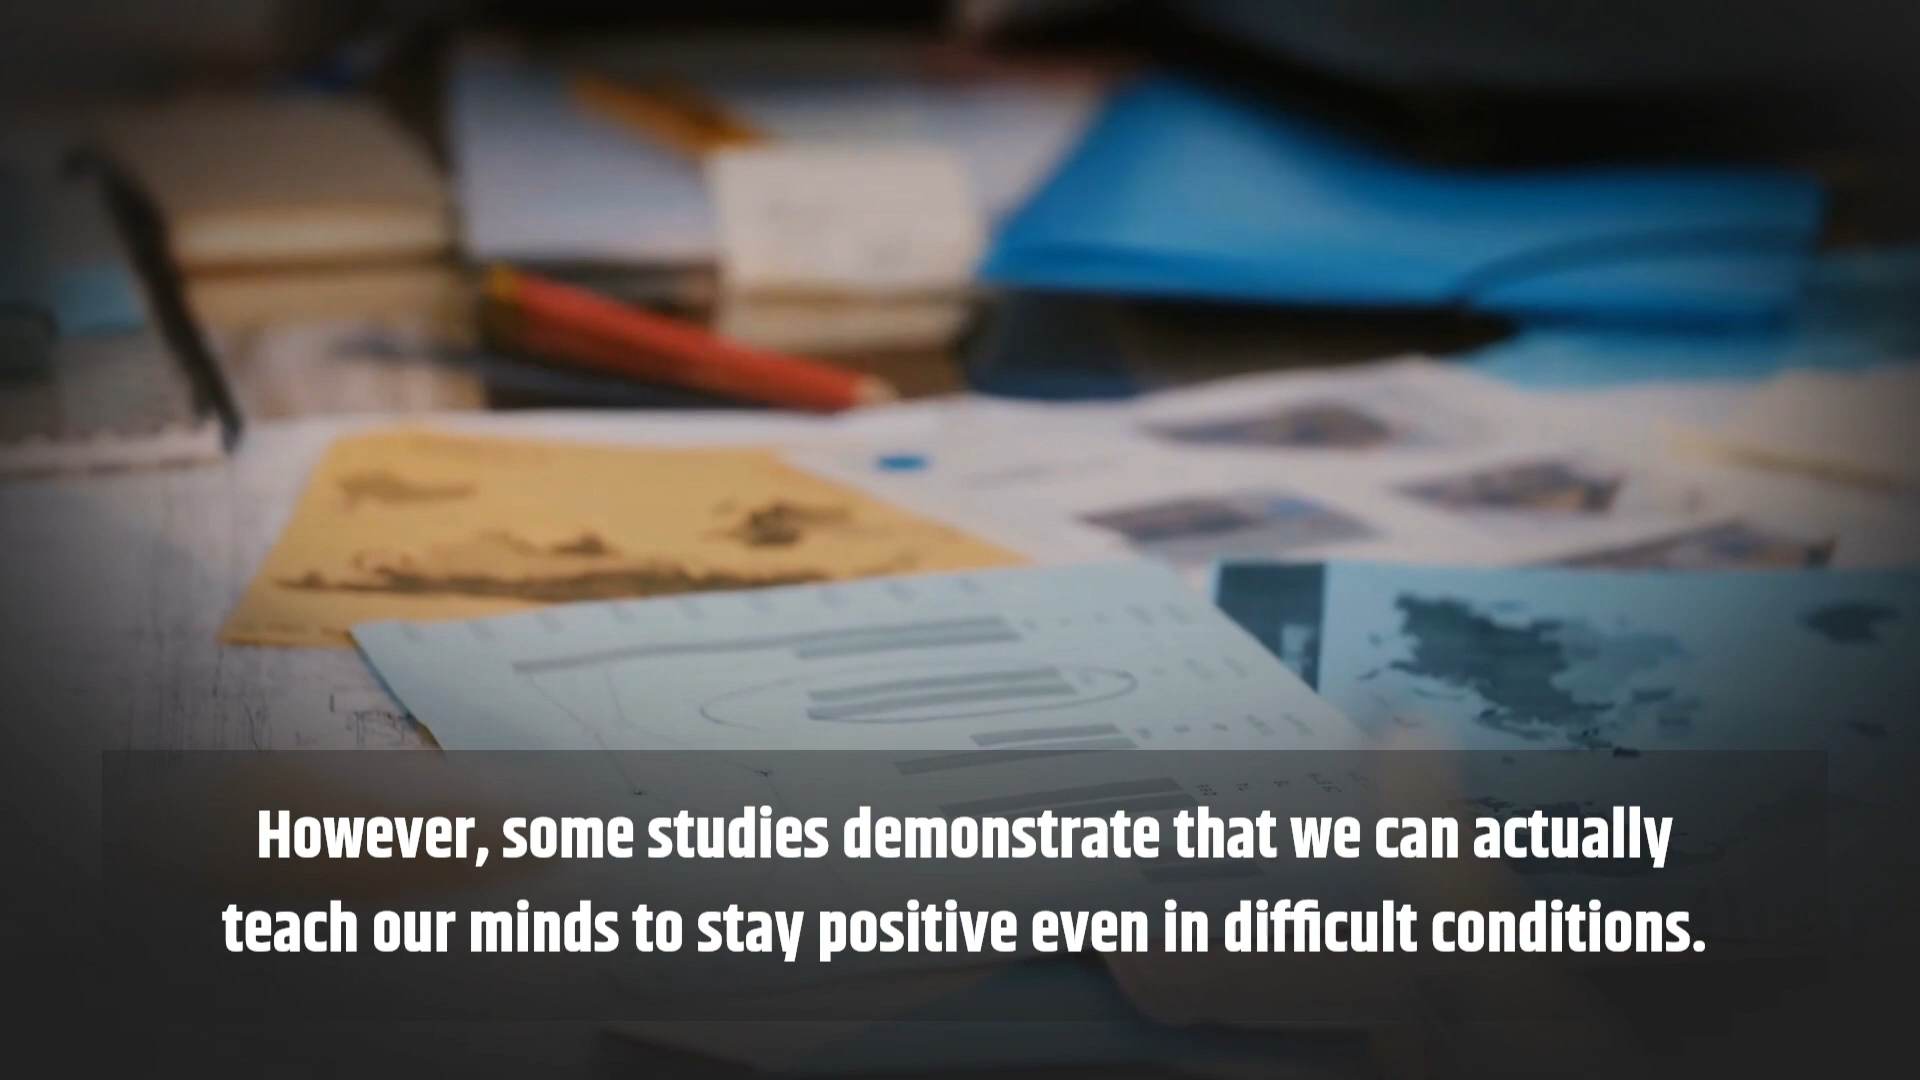 However, some studies demonstrate that we can actually
teach our minds to stay positive even in difficult conditions.